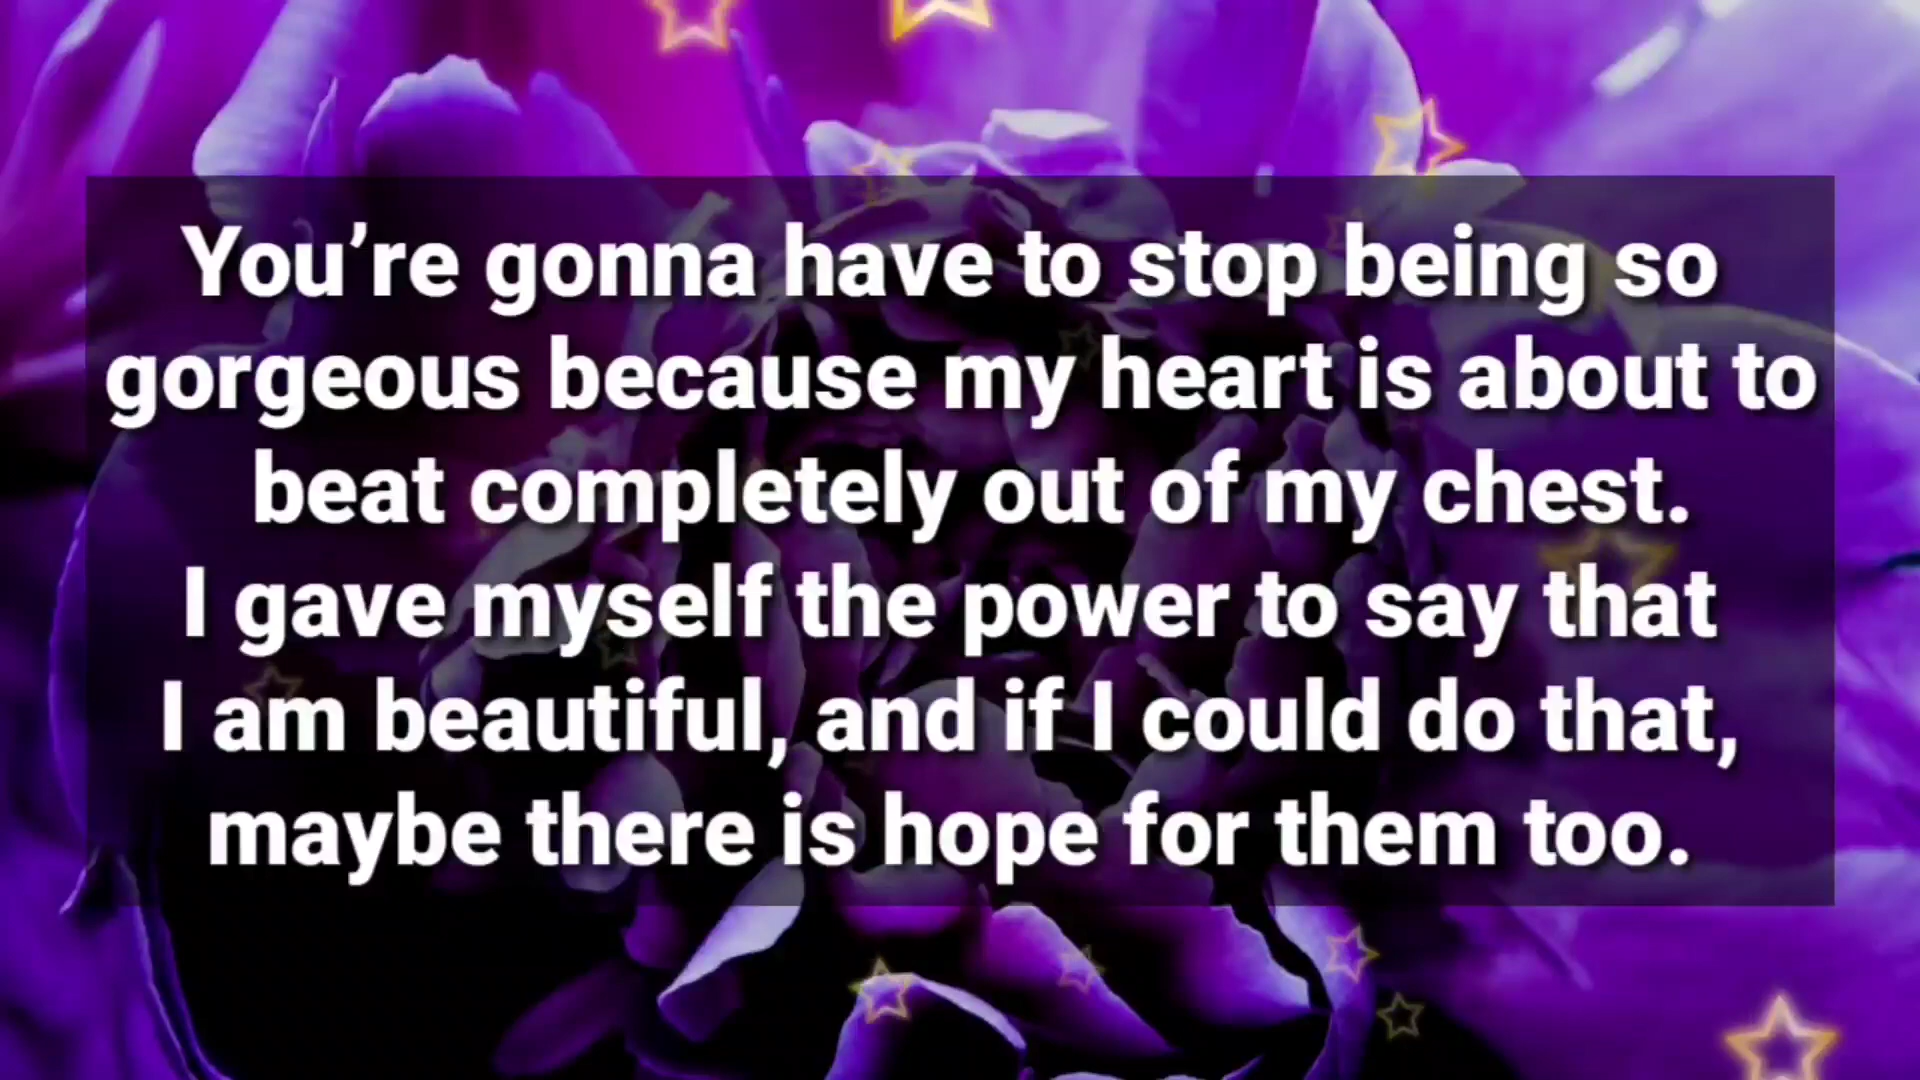 You’re gonna have to stop being so
gorgeous because my heart is about to
beat completely out of my chest.
I gave myself the power to say that
I am beautiful, and if I could do that,
maybe there is hope for them too.